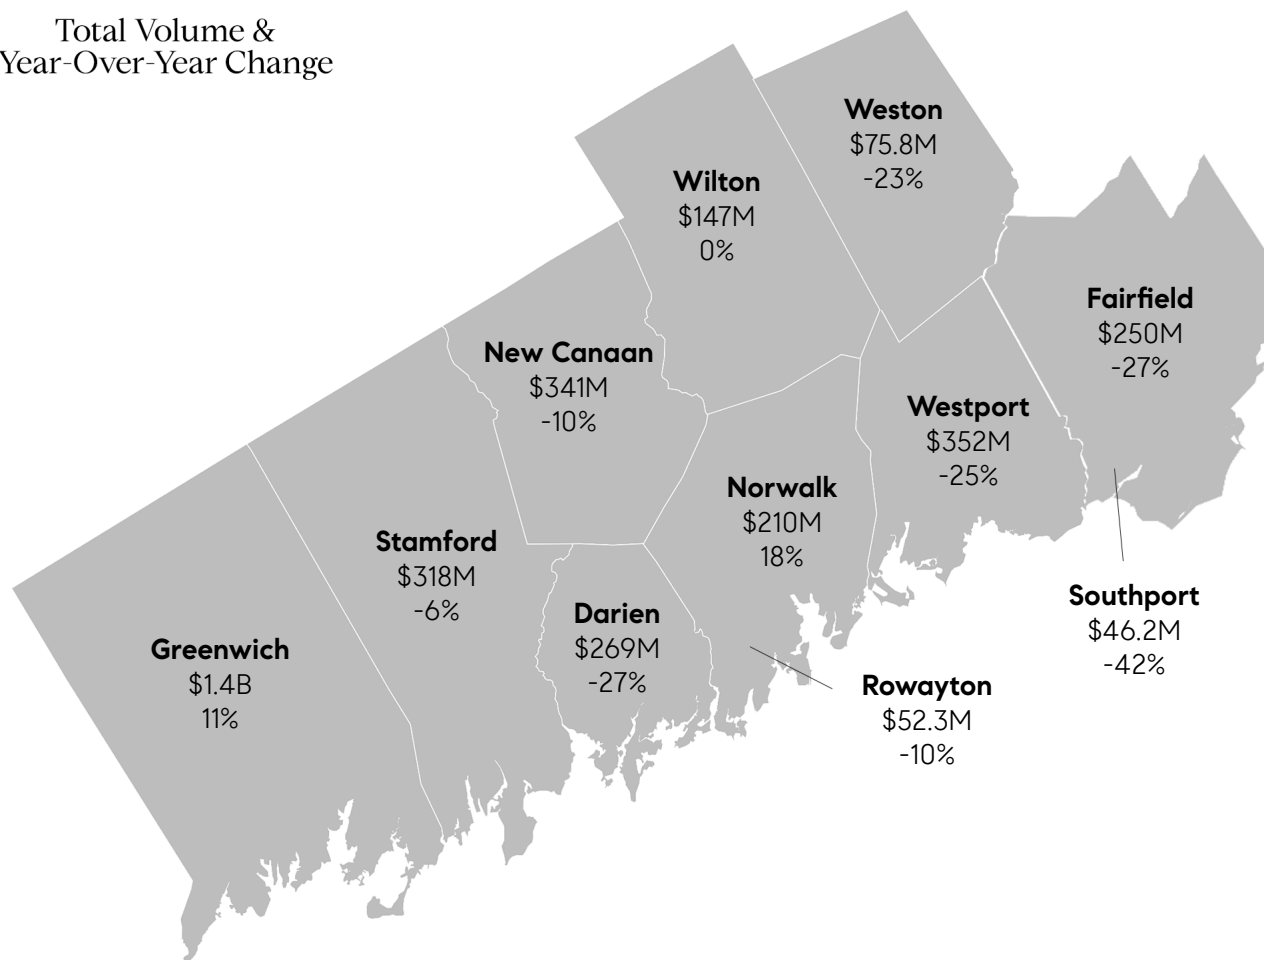 Total Volume &
Year-Over-Year Change
Weston
$75.8M
-23%
Wilton
$147M
0%
Fairfield
$250M
-27%
New Canaan
$341M
-10%
Westport
$352M
-25%
Norwalk
$210M
18%
Stamford
$318M
-6%
Darien
$269M
-27%
Southport
$46.2M
-42%
Greenwich
$1.4B
11%
Rowayton
$52.3M
-10%